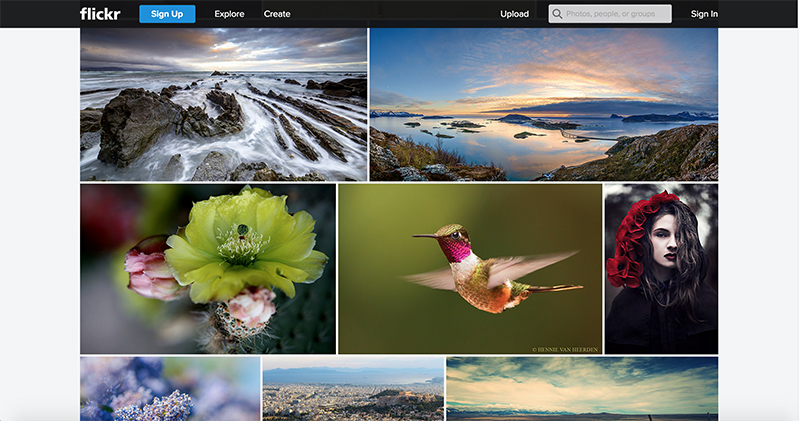 flickr Sign Up Explore Create Upload Photos, people, or groups Sign In
© HENNIE VAN HEERDEN